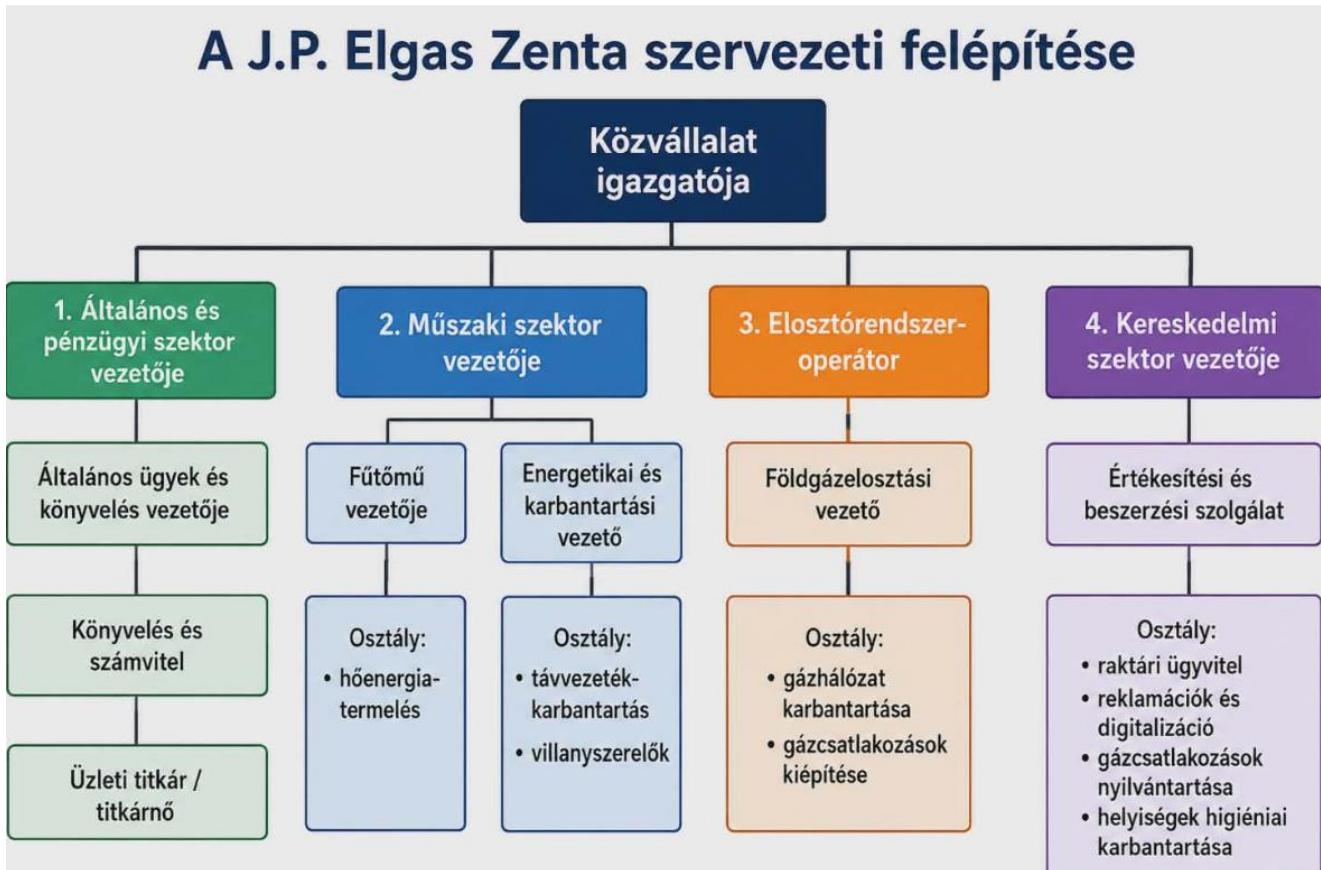 A J.P. Elgas Zenta szervezeti felépítése
Közvállalat
igazgatója
1. Általános és
pénzügyi szektor
vezetője
2. Műszaki szektor
vezetője
3. Elosztórendszer-
operátor
4. Kereskedelmi
szektor vezetője
Általános ügyek és
könyvelés vezetője
Fűtőmű
vezetője
Energetikai és
karbantartási
vezető
Földgázelosztási
vezető
Értékesítési és
beszerzési szolgálat
Könyvelés és
számvitel
Üzleti titkár /
titkárnő
Osztály:
• hőenergia-
termelés
Osztály:
• távvezeték-
karbantartás
• villanyszerelők
Osztály:
• gázhálózat
karbantartása
• gázcsatlakozások
kiépítése
Osztály:
• raktári ügyvitel
• reklamációk és
digitalizáció
• gázcsatlakozások
nyilvántartása
• helyiségek higiéniai
karbantartása